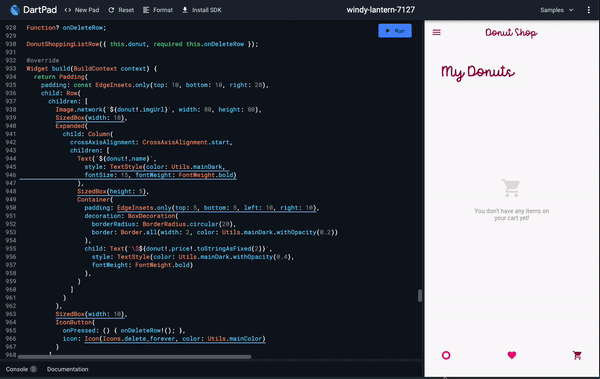 DartPad
New Pad
Reset
Format
Install SDK
windy-lantern-7127
Samples
Run
928 Function? onDeleteRow;
929
930 DonutShoppingListRow({ this.donut, required this.onDeleteRow });
931
932 @override
933 Widget build(BuildContext context) {
934 return Padding(
935 padding: const EdgeInsets.only(top: 10, bottom: 10, right: 20),
936 child: Row(
937 children: [
938 Image.network('${donut!.imgUrl}', width: 80, height: 80),
939 SizedBox(width: 10),
940 Expanded(
941 child: Column(
942 crossAxisAlignment: CrossAxisAlignment.start,
943 children: [
944 Text('${donut!.name}',
945 style: TextStyle(color: Utils.mainDark,
946 fontSize: 15, fontWeight: FontWeight.bold)
947 ),
948 SizedBox(height: 5),
949 Container(
950 padding: EdgeInsets.only(top: 5, bottom: 5, left: 10, right: 10),
951 decoration: BoxDecoration(
952 borderRadius: BorderRadius.circular(20),
953 border: Border.all(width: 2, color: Utils.mainDark.withOpacity(0.2))
954 ),
955 child: Text('\$${donut!.price!.toStringAsFixed(2)}',
956 style: TextStyle(color: Utils.mainDark.withOpacity(0.4),
957 fontWeight: FontWeight.bold)
958 ),
959 )
960 ]
961 )
962 ),
963 SizedBox(width: 10),
964 IconButton(
965 onPressed: () { onDeleteRow!(); },
966 icon: Icon(Icons.delete_forever, color: Utils.mainColor)
967 )
968 ]
Donut Shop
My Donuts
You don't have any items on
your cart yet!
Console
Documentation